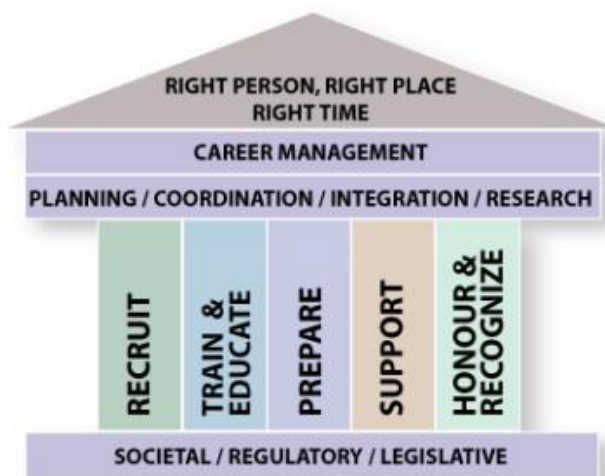 RIGHT PERSON, RIGHT PLACE
RIGHT TIME
CAREER MANAGEMENT
PLANNING / COORDINATION / INTEGRATION / RESEARCH
RECRUIT
TRAIN &
EDUCATE
PREPARE
SUPPORT
HONOUR &
RECOGNIZE
SOCIETAL / REGULATORY / LEGISLATIVE